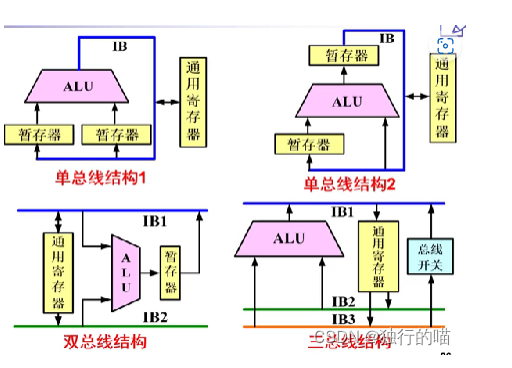 IB
ALU
通用寄存器
暂存器
暂存器
单总线结构1
IB
暂存器
ALU
通用寄存器
暂存器
单总线结构2
IB1
通用寄存器
ALU
暂存器
IB2
双总线结构
IB1
ALU
通用寄存器
总线
开关
IB2
IB3
三总线结构
CSDN @独行的喵